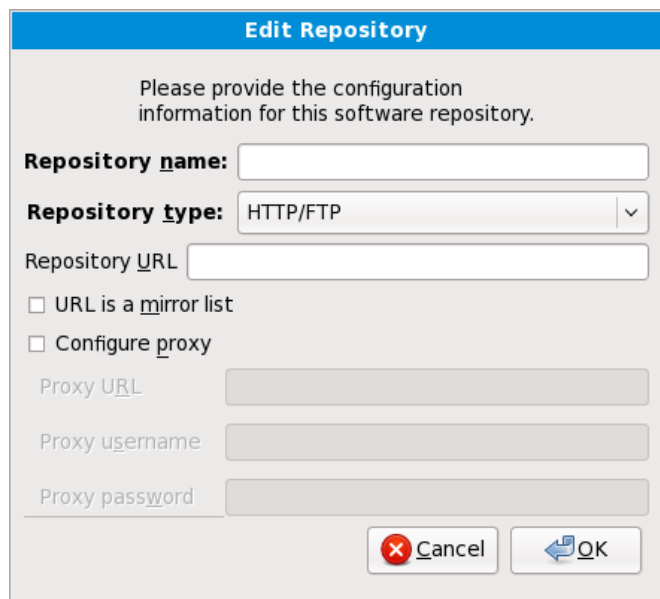 Edit Repository
Please provide the configuration
information for this software repository.
Repository name:
Repository type: HTTP/FTP
Repository URL
URL is a mirror list
Configure proxy
Proxy URL
Proxy username
Proxy password
Cancel OK